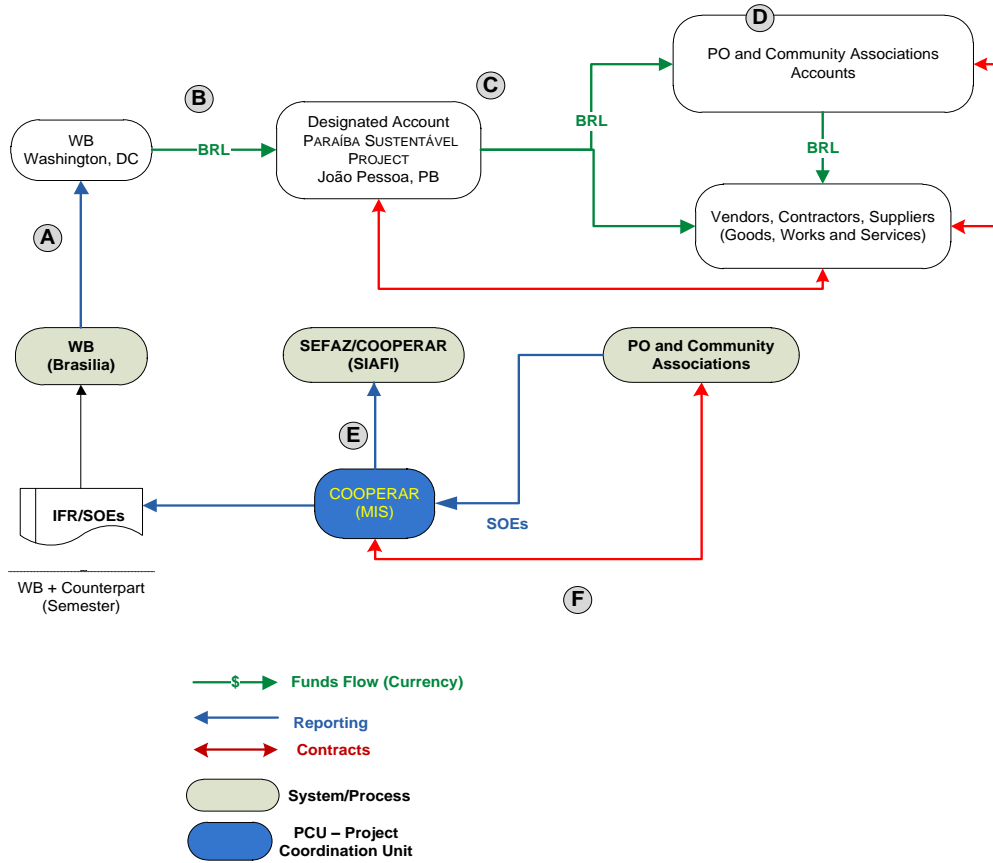 D
PO and Community Associations
Accounts
B
C
WB
Washington, DC
BRL
Designated Account
PARAÍBA SUSTENTÁVEL
PROJECT
João Pessoa, PB
BRL
BRL
A
Vendors, Contractors, Suppliers
(Goods, Works and Services)
WB
(Brasilia)
SEFAZ/COOPERAR
(SIAFI)
PO and Community
Associations
E
IFR/SOEs
COOPERAR
(MIS)
SOEs
WB + Counterpart
(Semester)
F
$
Funds Flow (Currency)
Reporting
Contracts
System/Process
PCU – Project
Coordination Unit